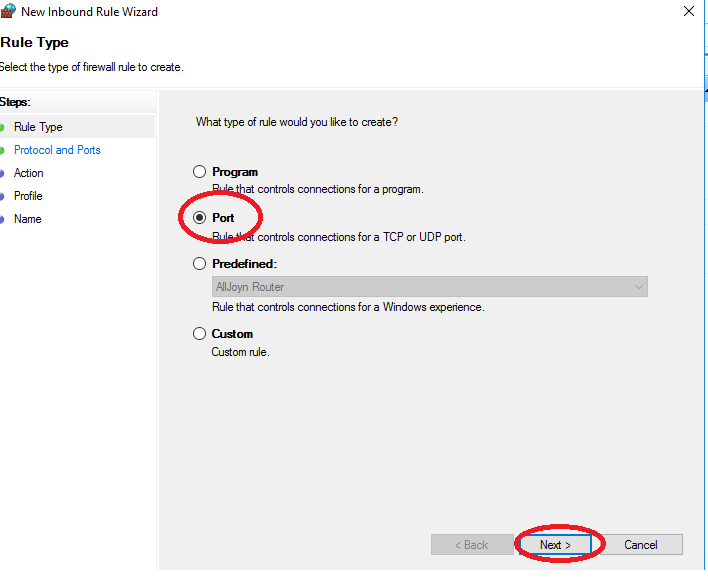 New Inbound Rule Wizard
Rule Type
Select the type of firewall rule to create.
Steps:
Rule Type
Protocol and Ports
Action
Profile
Name
What type of rule would you like to create?
Program
Rule that controls connections for a program.
Port
Rule that controls connections for a TCP or UDP port.
Predefined:
AllJoyn Router
Rule that controls connections for a Windows experience.
Custom
Custom rule.
< Back
Next >
Cancel